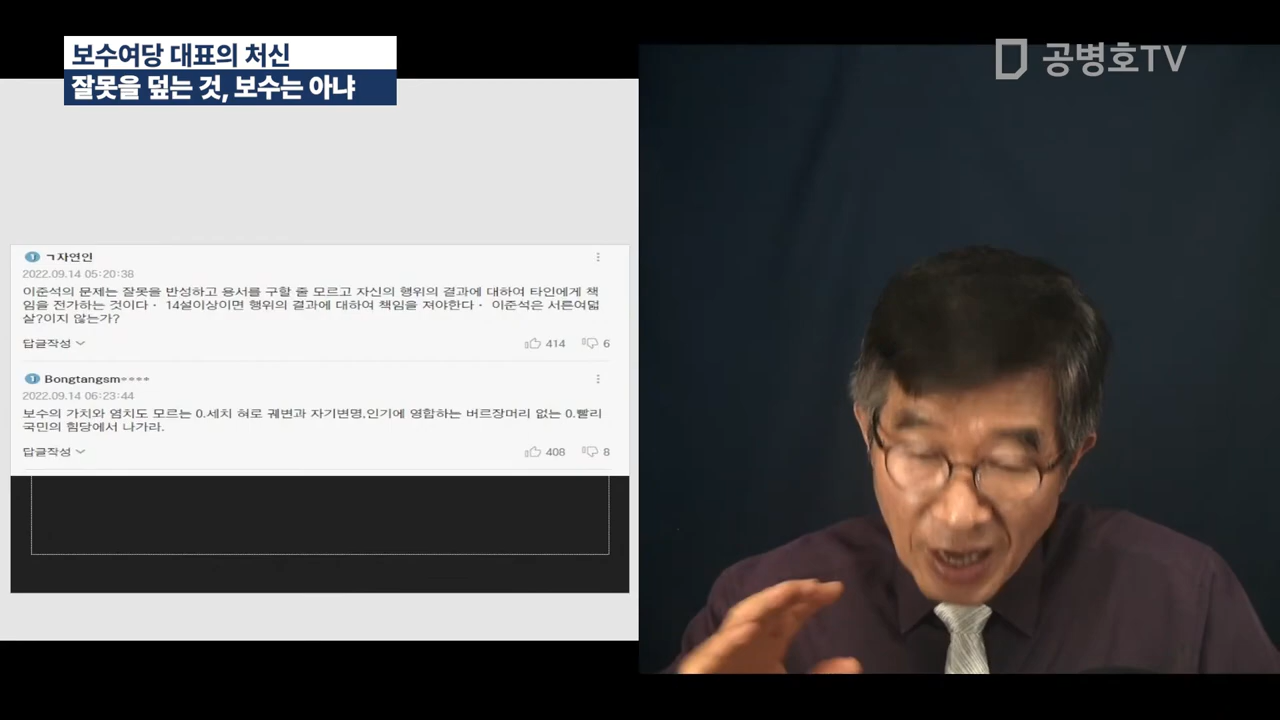 보수여당 대표의 처신
잘못을 덮는 것, 보수는 아냐
공병호TV
ㄱ자연인
2022.09.14 05:20:38
이준석의 문제는 잘못을 반성하고 용서를 구할 줄 모르고 자신의 행위의 결과에 대하여 타인에게 책
임을 전가하는 것이다· 14설이상이면 행위의 결과에 대하여 책임을 져야한다· 이준석은 서른여덟
살?이지 않는가?
답글작성
414
6
Bongtangsm****
2022.09.14 06:23:44
보수의 가치와 염치도 모르는 0.세치 혀로 궤변과 자기변명,인기에 영합하는 버르장머리 없는 0.빨리
국민의 힘당에서 나가라.
답글작성
408
8